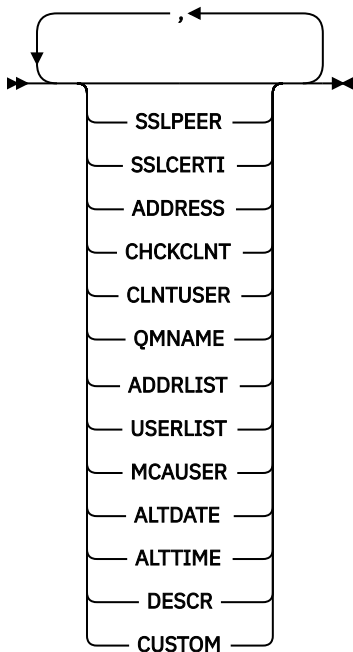 ,
SSLPEER
SSLCERTI
ADDRESS
CHCKCLNT
CLNTUSER
QMNAME
ADDRLIST
USERLIST
MCAUSER
ALTDATE
ALTTIME
DESCR
CUSTOM